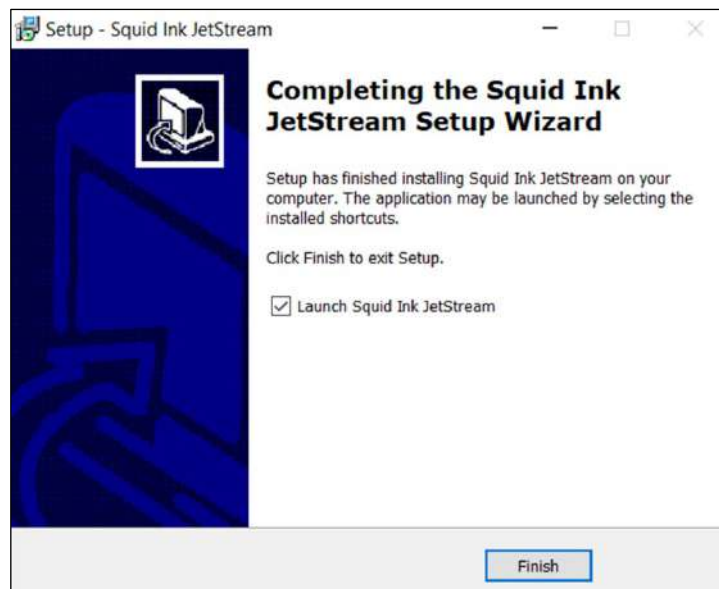 Setup - Squid Ink JetStream
Completing the Squid Ink
JetStream Setup Wizard
Setup has finished installing Squid Ink JetStream on your
computer. The application may be launched by selecting the
installed shortcuts.
Click Finish to exit Setup.
Launch Squid Ink JetStream
Finish